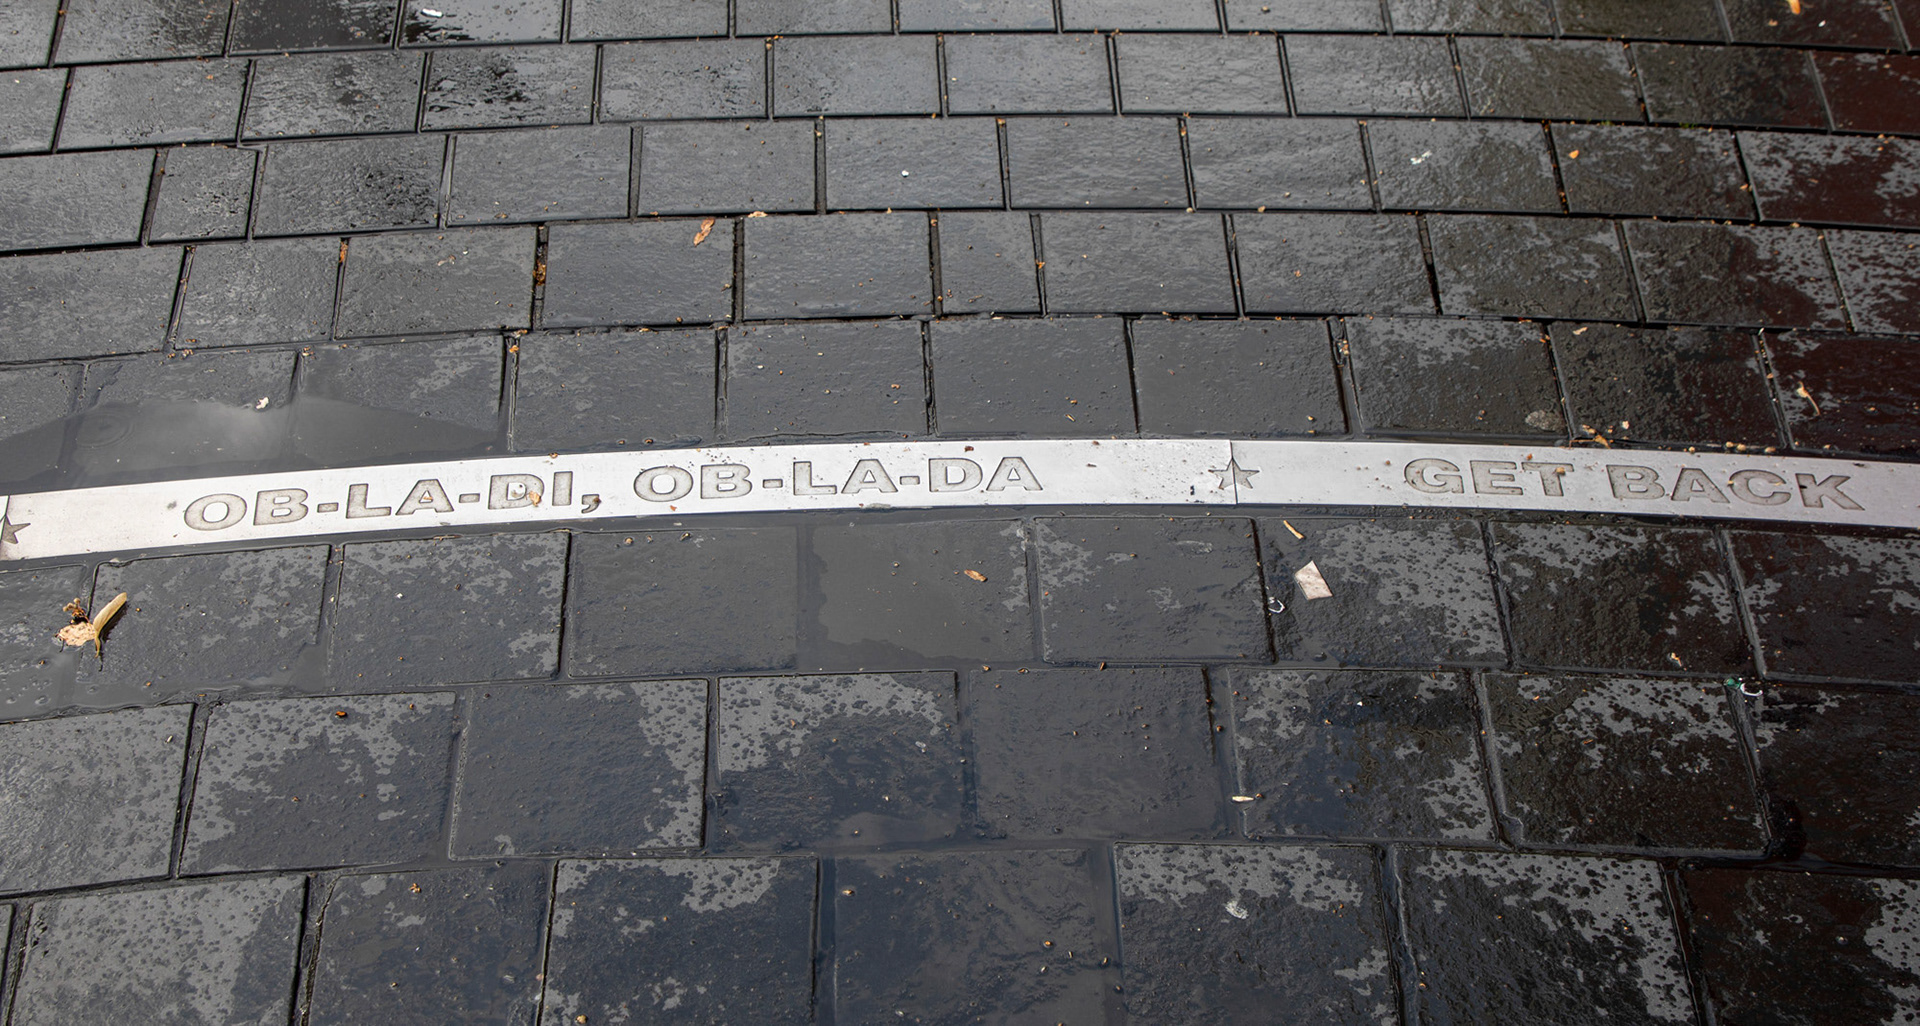 ★ OB-LA-DI, OB-LA-DA ★ GET BACK